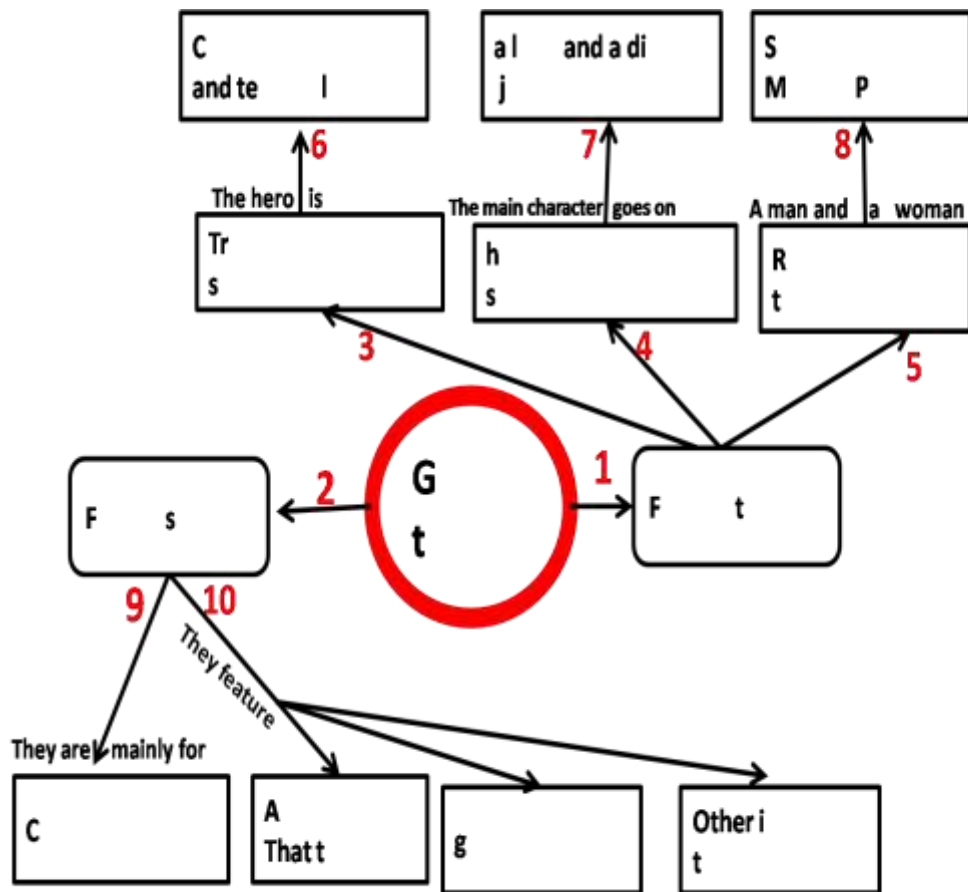 C
and te l
a l and a di
j
S
M P
6
7
8
The hero is
The main character goes on
A man and a woman
Tr
s
h
s
R
t
3
4
5
G
t
1
2
F t
F s
9
10
They feature
They are mainly for
C
A
That t
g
Other i
t